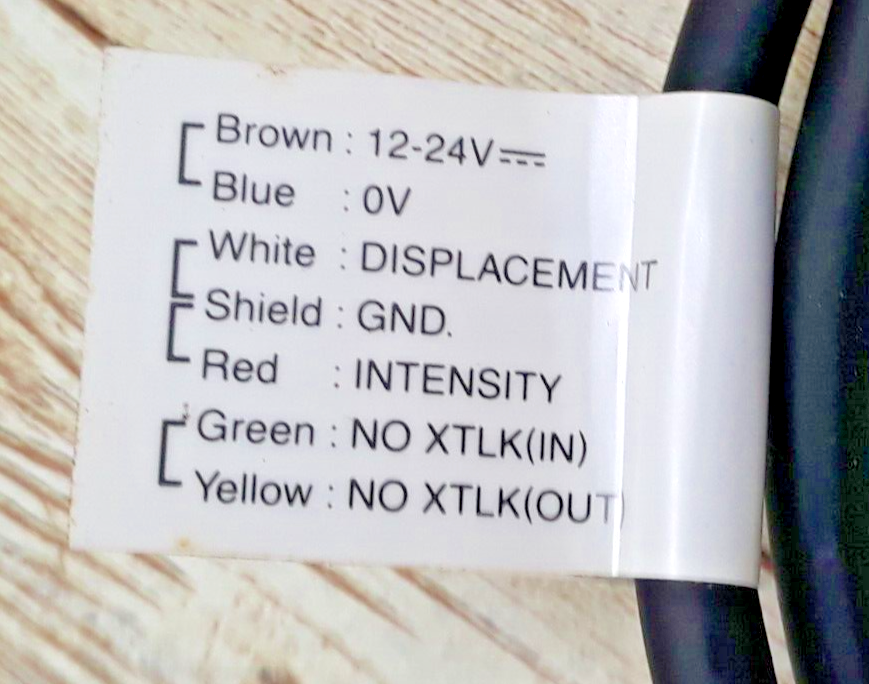 Brown : 12-24V⎓
Blue : 0V
White : DISPLACEMENT
Shield : GND.
Red : INTENSITY
Green : NO XTLK(IN)
Yellow : NO XTLK(OUT)